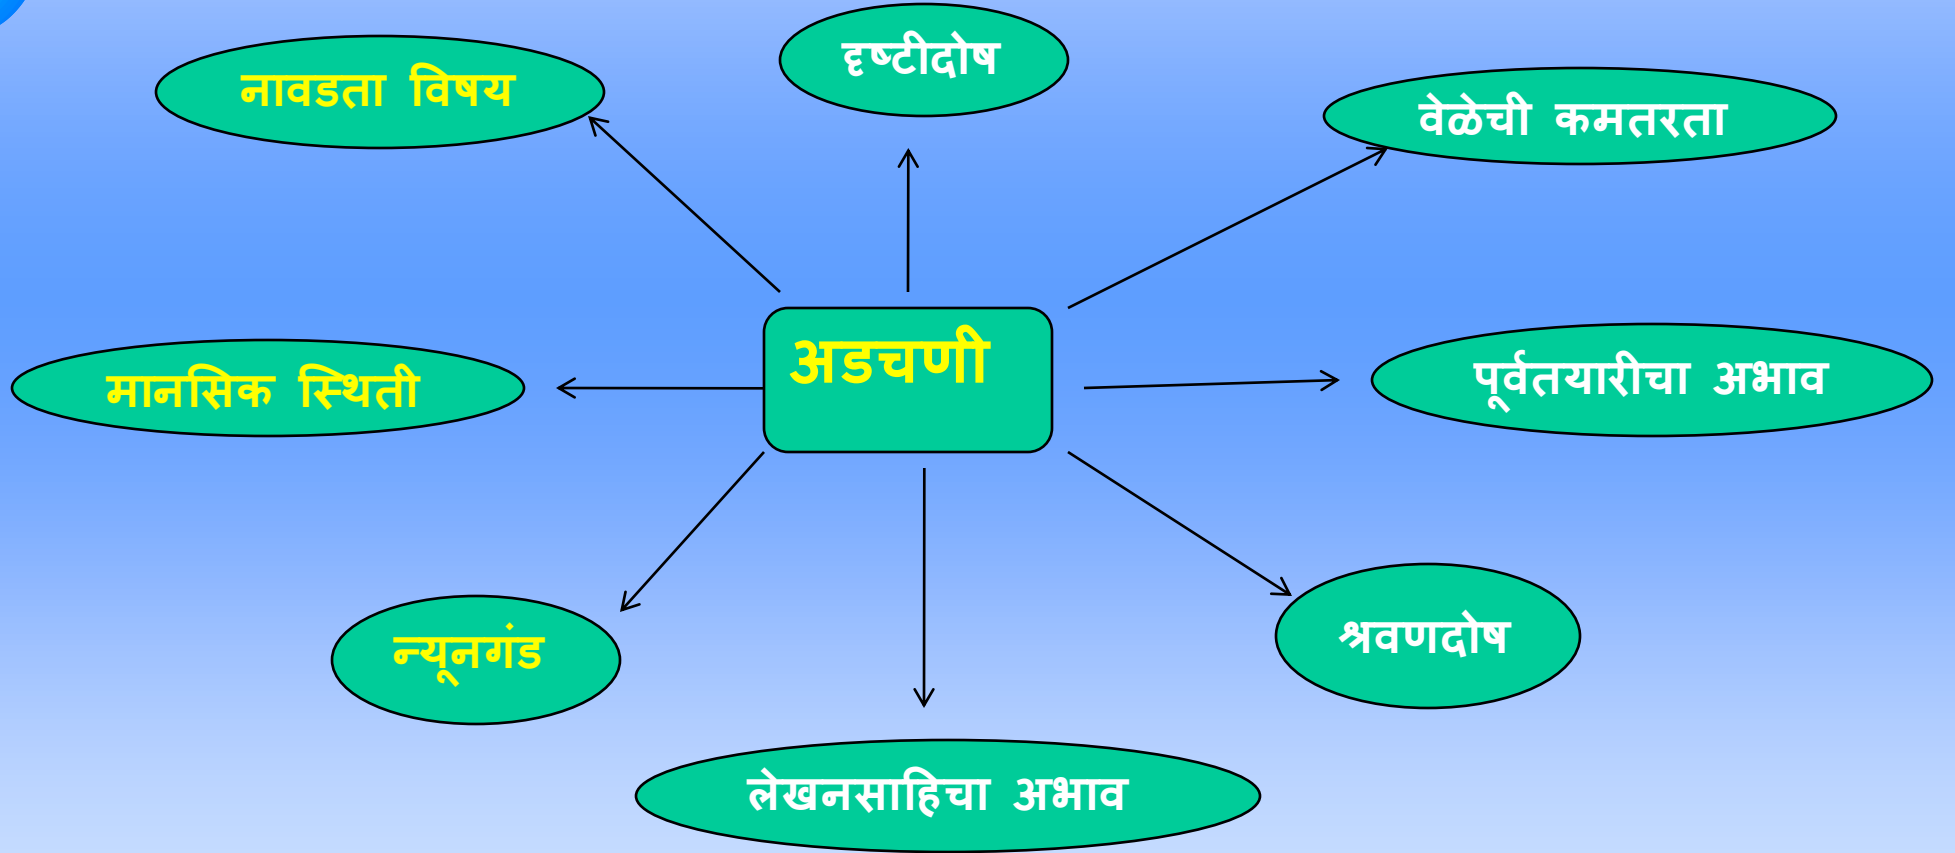 दृष्टीदोष
नावडता विषय
वेळेची कमतरता
अडचणी
मानसिक स्थिती
पूर्वतयारीचा अभाव
न्यूनगंड
श्रवणदोष
लेखनसाहिचा अभाव